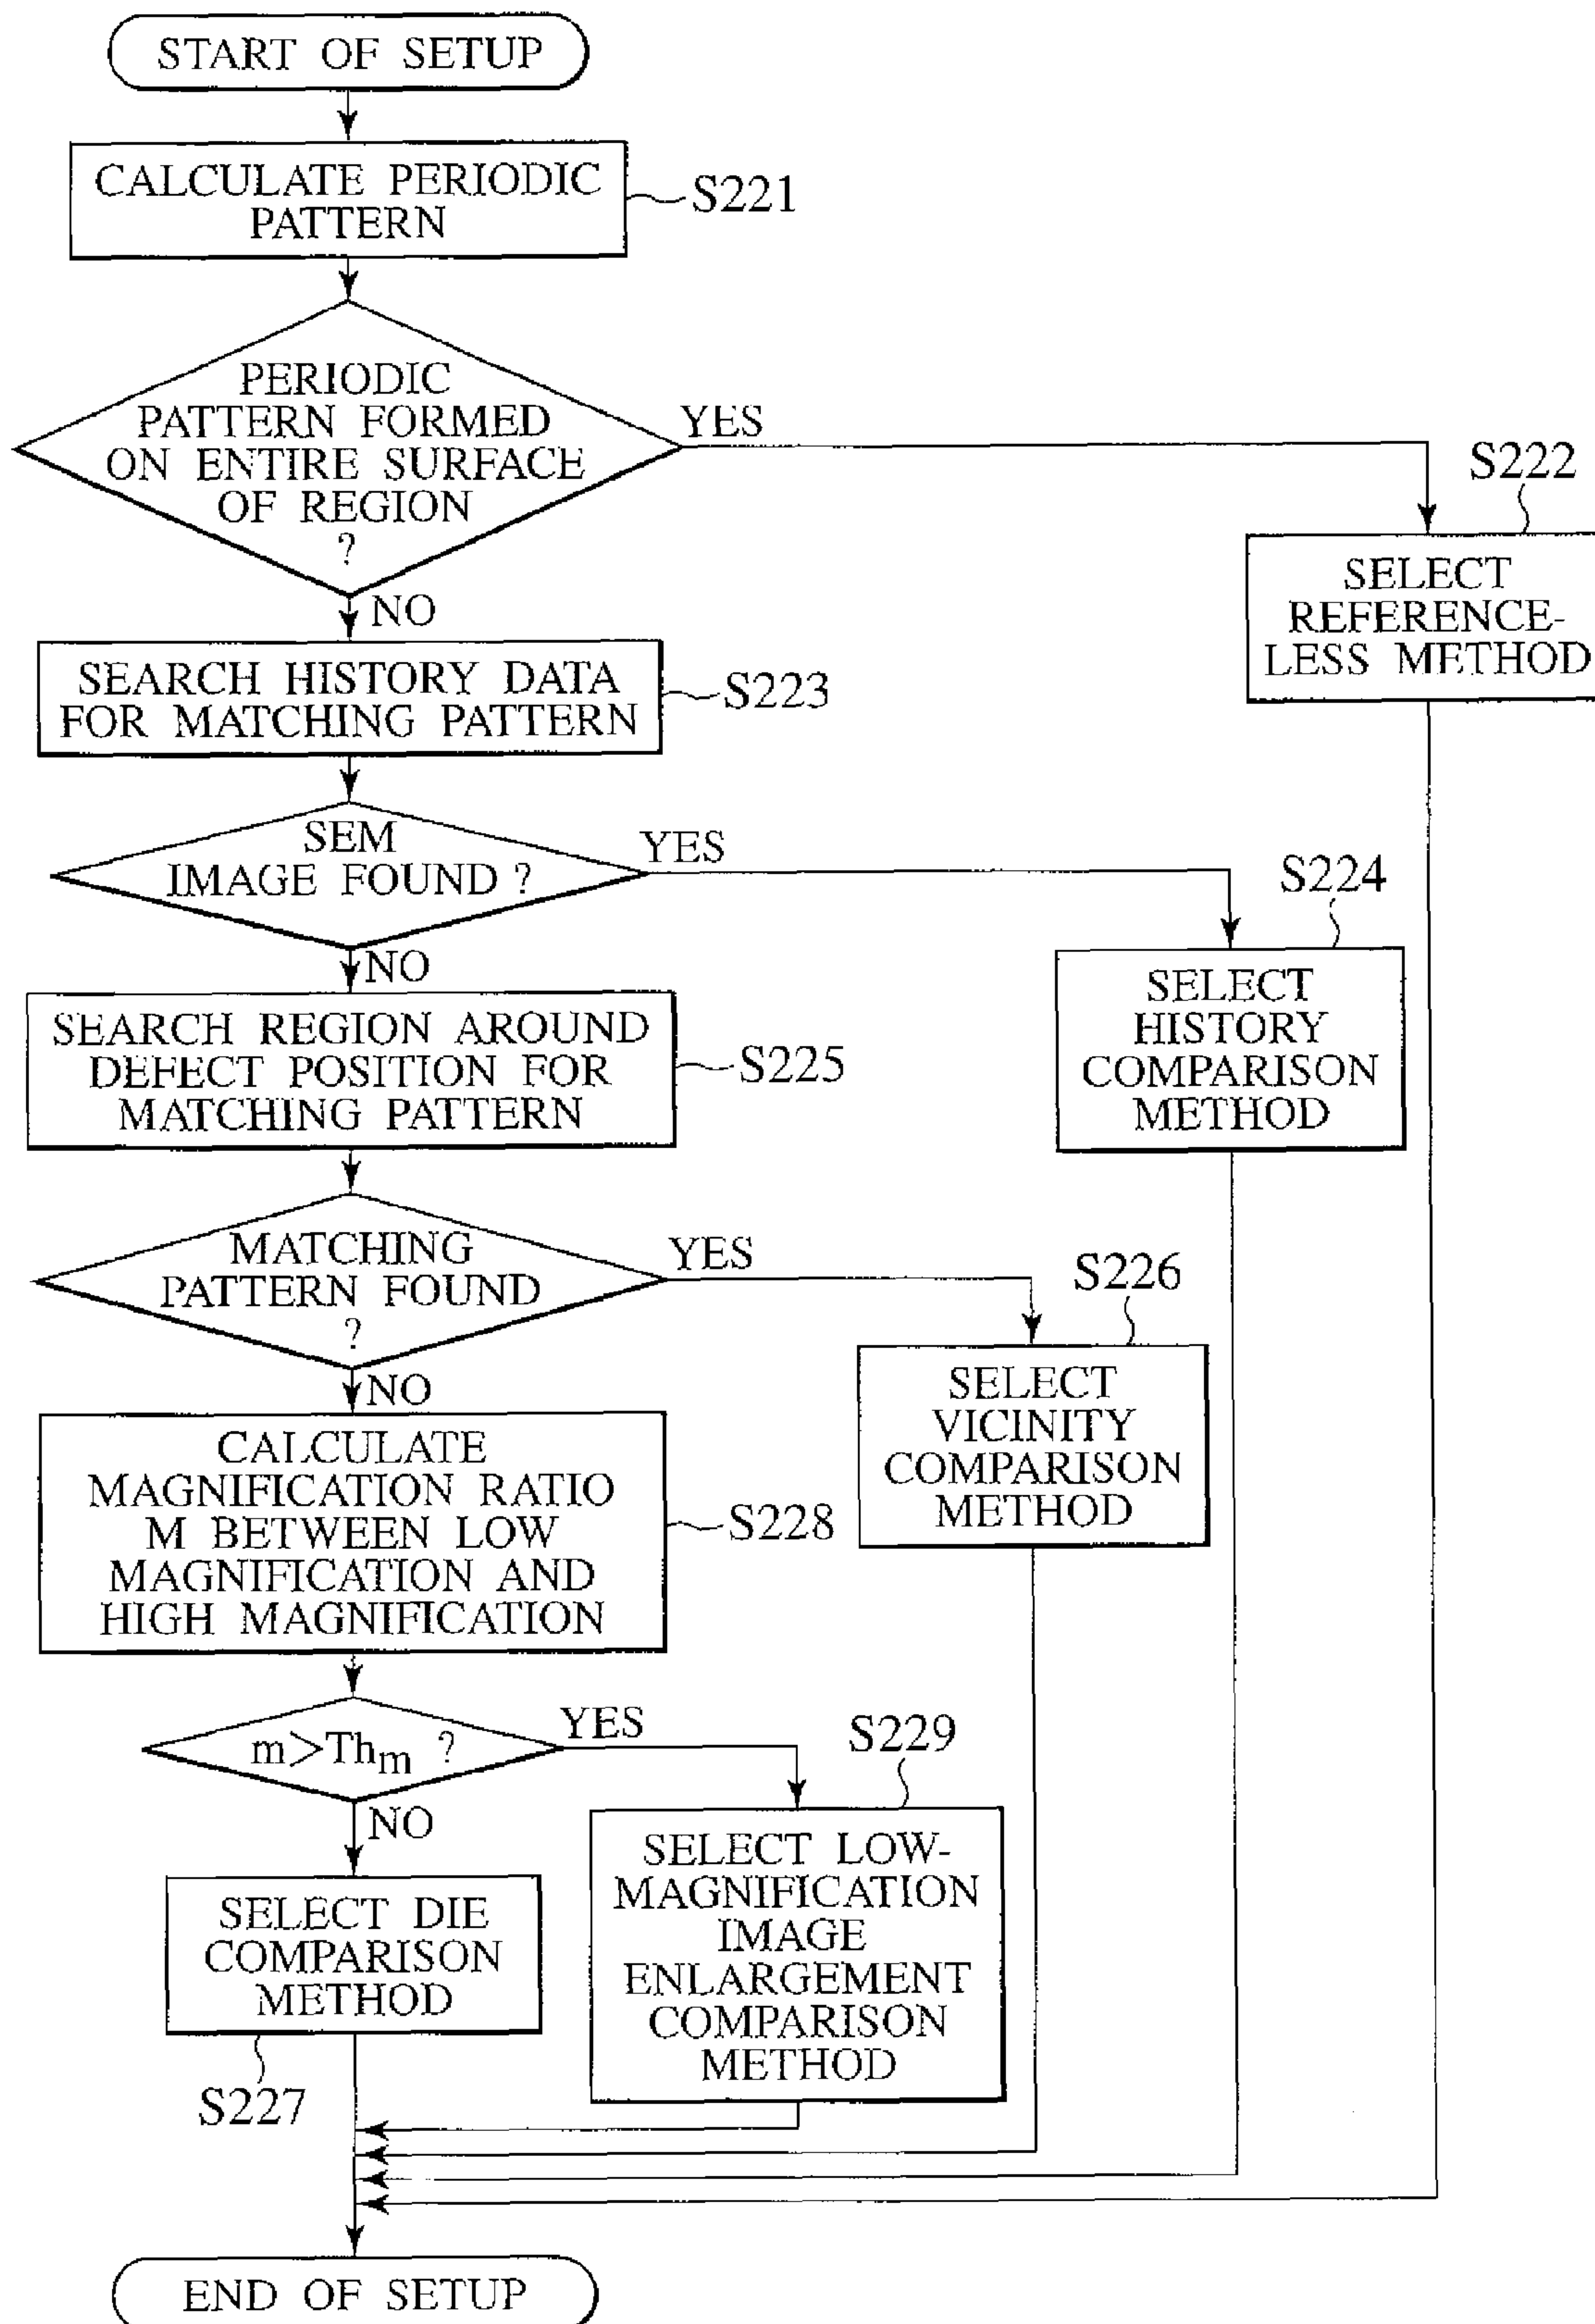 START OF SETUP
CALCULATE PERIODIC
PATTERN
S221
PERIODIC
PATTERN FORMED
ON ENTIRE SURFACE
OF REGION
?
YES
NO
S222
SELECT
REFERENCE-
LESS METHOD
SEARCH HISTORY DATA
FOR MATCHING PATTERN
S223
SEM
IMAGE FOUND ?
YES
NO
S224
SELECT
HISTORY
COMPARISON
METHOD
SEARCH REGION AROUND
DEFECT POSITION FOR
MATCHING PATTERN
S225
MATCHING
PATTERN FOUND
?
YES
NO
S226
SELECT
VICINITY
COMPARISON
METHOD
CALCULATE
MAGNIFICATION RATIO
M BETWEEN LOW
MAGNIFICATION AND
HIGH MAGNIFICATION
S228
m>Thm ?
YES
NO
S229
SELECT LOW-
MAGNIFICATION
IMAGE
ENLARGEMENT
COMPARISON
METHOD
SELECT DIE
COMPARISON
METHOD
S227
END OF SETUP